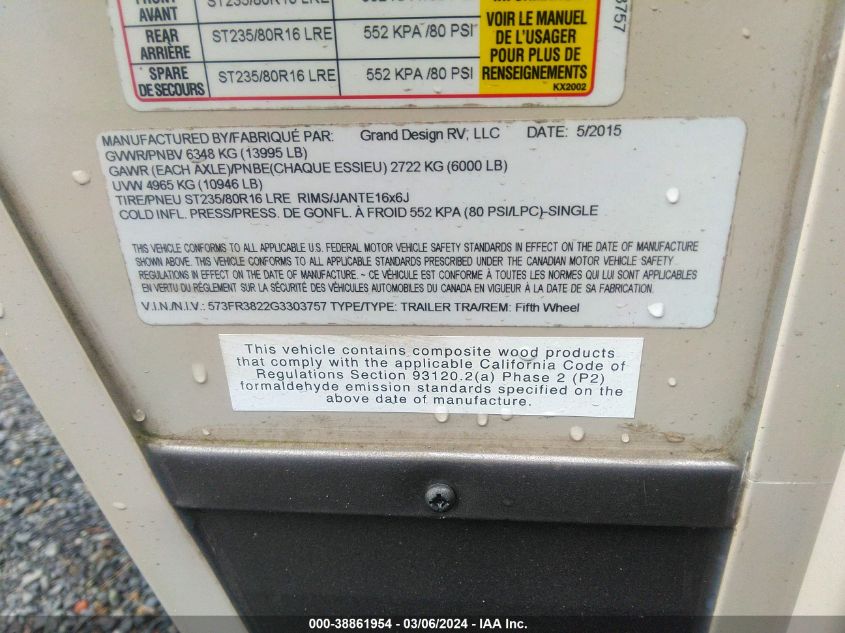 FRONT
AVANT
REAR
ARRIÈRE
ST235/80R16 LRE
552 KPA /80 PSI
SPARE
DE SECOURS
ST235/80R16 LRE
552 KPA /80 PSI
VOIR LE MANUEL
DE L'USAGER
POUR PLUS DE
RENSEIGNEMENTS
KX2002
3757
MANUFACTURED BY/FABRIQUÉ PAR: Grand Design RV, LLC DATE: 5/2015
GVWR/PNBV 6348 KG (13995 LB)
GAWR (EACH AXLE)/PNBE(CHAQUE ESSIEU) 2722 KG (6000 LB)
UVW 4965 KG (10946 LB)
TIRE/PNEU ST235/80R16 LRE RIMS/JANTE16x6J
COLD INFL. PRESS/PRESS. DE GONFL. À FROID 552 KPA (80 PSI/LPC)-SINGLE
THIS VEHICLE CONFORMS TO ALL APPLICABLE U.S. FEDERAL MOTOR VEHICLE SAFETY STANDARDS IN EFFECT ON THE DATE OF MANUFACTURE
SHOWN ABOVE. THIS VEHICLE CONFORMS TO ALL APPLICABLE STANDARDS PRESCRIBED UNDER THE CANADIAN MOTOR VEHICLE SAFETY
REGULATIONS IN EFFECT ON THE DATE OF MANUFACTURE. ~ CE VÉHICULE EST CONFORME À TOUTES LES NORMES QUI LUI SONT APPLICABLES
EN VERTU DU RÈGLEMENT SUR LA SÉCURITÉ DES VÉHICULES AUTOMOBILES DU CANADA EN VIGUEUR À LA DATE DE SA FABRICATION.
V.I.N./N.I.V.: 573FR3822G3303757 TYPE/TYPE: TRAILER TRA/REM: Fifth Wheel
This vehicle contains composite wood products
that comply with the applicable California Code of
Regulations Section 93120.2(a) Phase 2 (P2)
formaldehyde emission standards specified on the
above date of manufacture.
000-38861954 - 03/06/2024 - IAA Inc.